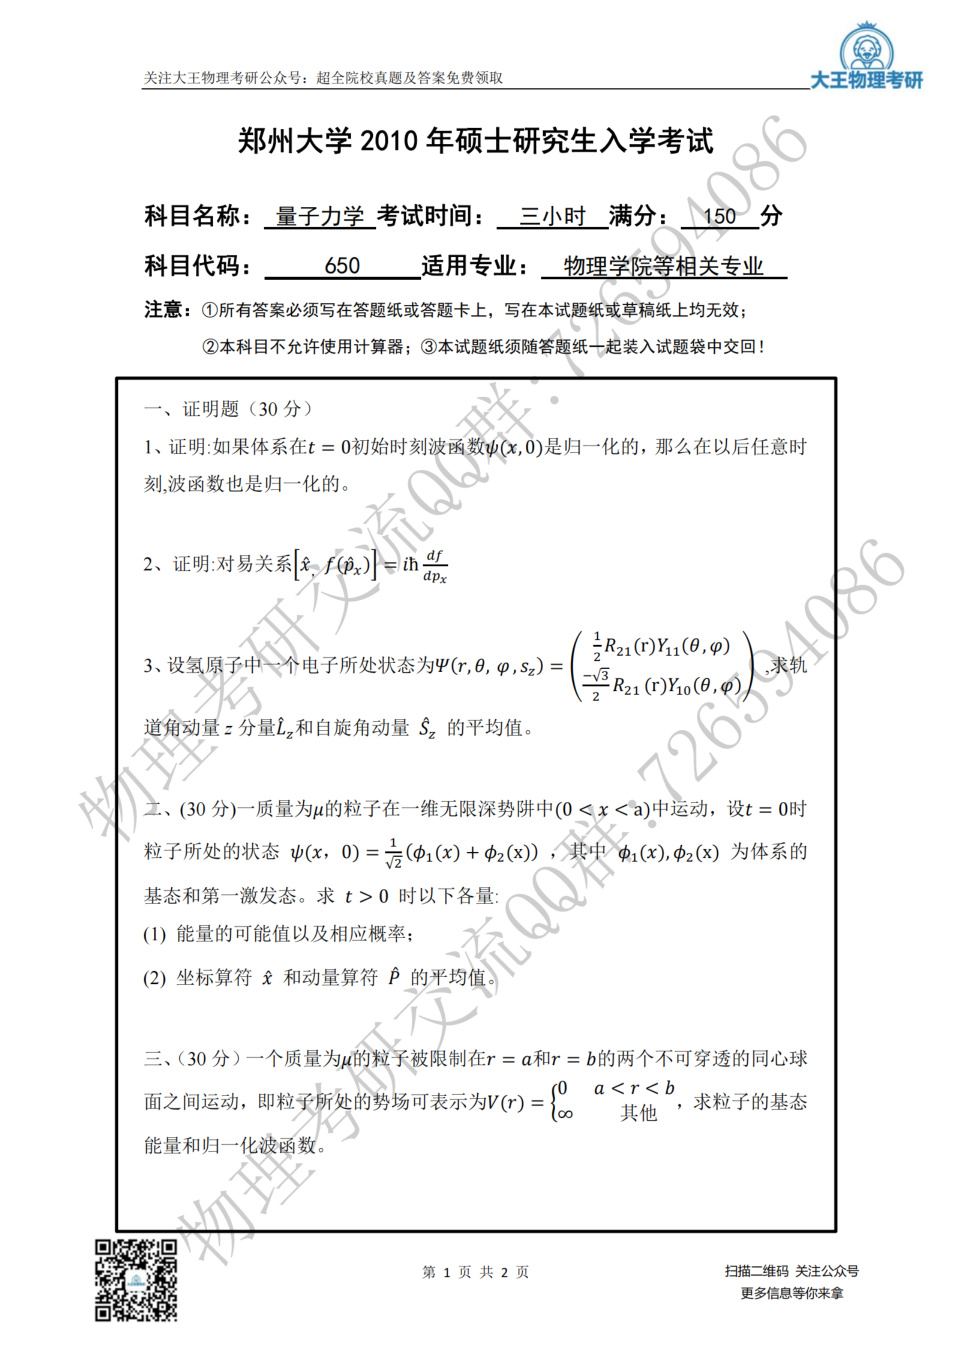 关注大王物理考研公众号：超全院校真题及答案免费领取
大王物理考研
郑州大学 2010 年硕士研究生入学考试
科目名称： 量子力学 考试时间： 三小时 满分： 150 分
科目代码： 650 适用专业： 物理学院等相关专业
注意：①所有答案必须写在答题纸或答题卡上，写在本试题纸或草稿纸上均无效；
②本科目不允许使用计算器；③本试题纸须随答题纸一起装入试题袋中交回！
一、证明题（30 分）
1、证明:如果体系在t = 0初始时刻波函数ψ(x, 0)是归一化的，那么在以后任意时
刻,波函数也是归一化的。
2、证明:对易关系[x̂, f(p̂ₓ)] = iħ df/dpₓ
3、设氢原子中一个电子所处状态为Ψ(r, θ, φ, s_z) = ( 1/2 R₂₁(r)Y₁₁(θ, φ) −√3/2 R₂₁(r)Y₁₀(θ, φ) ) ,求轨
道角动量 z 分量L̂_z和自旋角动量 Ŝ_z 的平均值。
二、(30 分)一质量为μ的粒子在一维无限深势阱中(0 < x < a)中运动，设t = 0时
粒子所处的状态 ψ(x，0) = 1/√2 (ϕ₁(x) + ϕ₂(x)) ，其中 ϕ₁(x), ϕ₂(x) 为体系的
基态和第一激发态。求 t > 0 时以下各量:
(1) 能量的可能值以及相应概率；
(2) 坐标算符 x̂ 和动量算符 P̂ 的平均值。
三、（30 分）一个质量为μ的粒子被限制在r = a和r = b的两个不可穿透的同心球
面之间运动，即粒子所处的势场可表示为V(r) = {0 a < r < b ∞ 其他 ，求粒子的基态
能量和归一化波函数。
物理考研交流QQ群：726594086
物理考研交流QQ群：726594086
第 1 页 共 2 页
扫描二维码 关注公众号
更多信息等你来拿